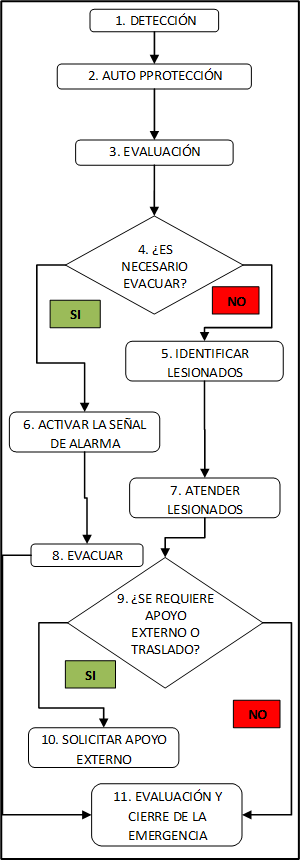 1. DETECCIÓN
2. AUTO PPROTECCIÓN
3. EVALUACIÓN
4. ¿ES
NECESARIO
EVACUAR?
SI
NO
5. IDENTIFICAR
LESIONADOS
6. ACTIVAR LA SEÑAL
DE ALARMA
7. ATENDER
LESIONADOS
8. EVACUAR
9. ¿SE REQUIERE
APOYO
EXTERNO O
TRASLADO?
SI
NO
10. SOLICITAR APOYO
EXTERNO
11. EVALUACIÓN Y
CIERRE DE LA
EMERGENCIA